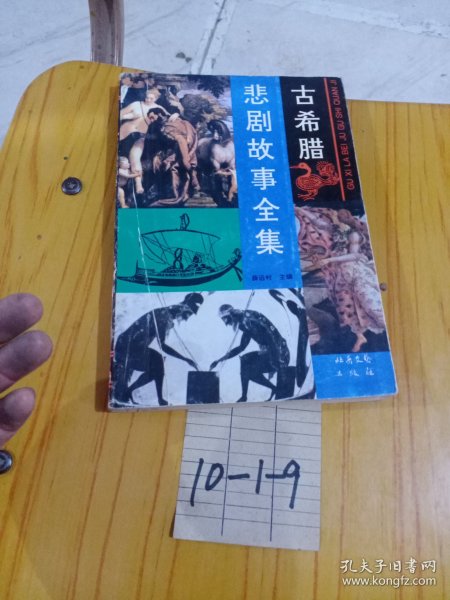 古希腊
悲剧故事全集
GU XI LA BEI JU GU SHI QUAN JI
主编
北岳文艺
出版社
10-1-9
孔夫子旧书网
www.kongfz.com